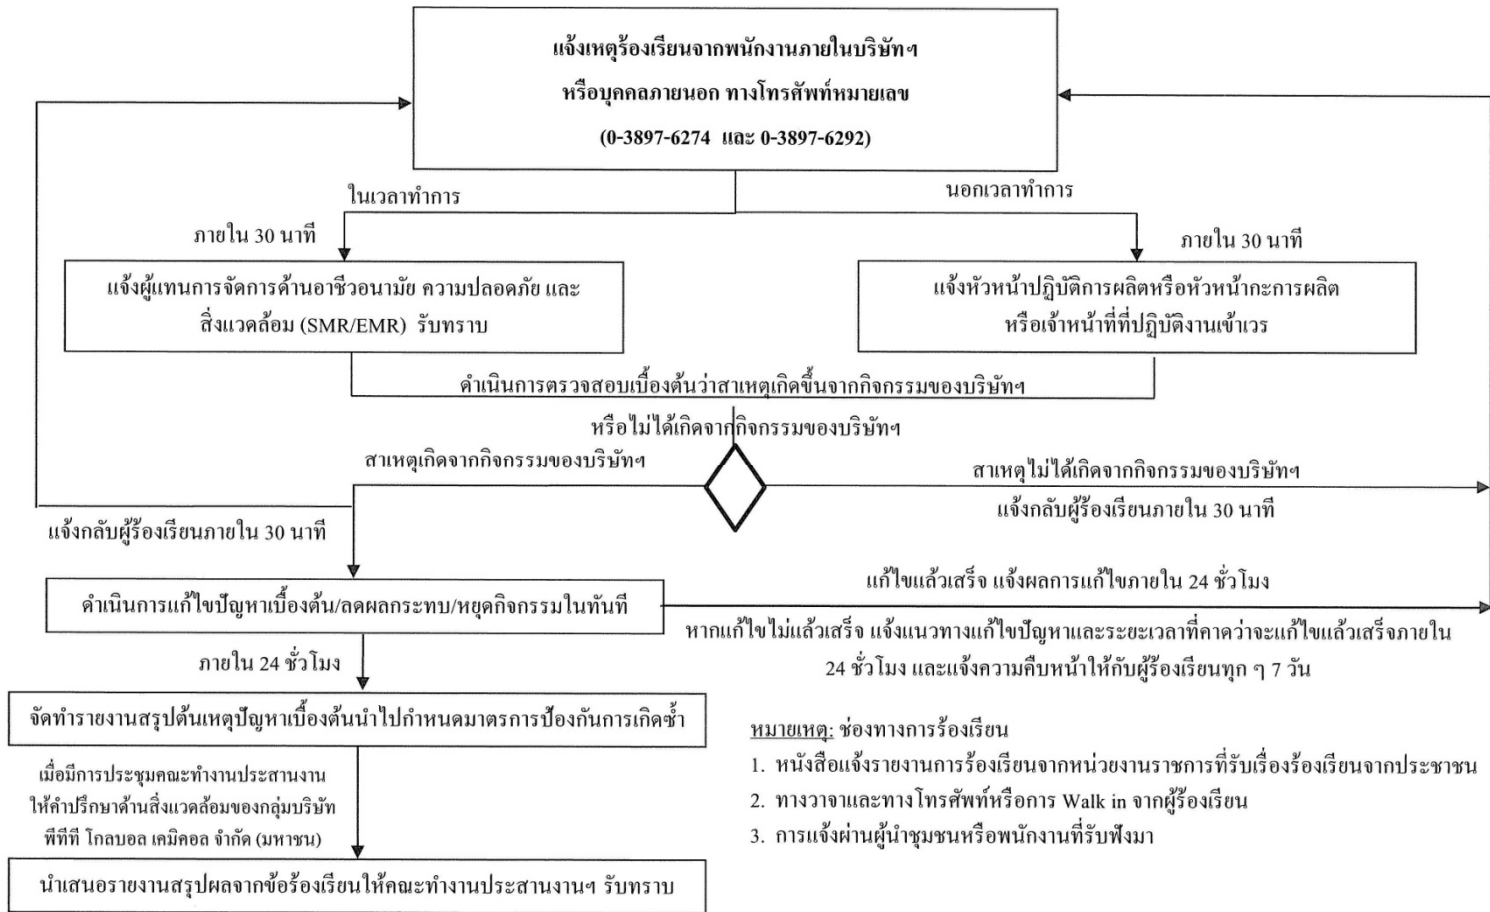 แจ้งเหตุร้องเรียนจากพนักงานภายในบริษัทฯ
หรือบุคคลภายนอก ทางโทรศัพท์หมายเลข
(0-3897-6274 และ 0-3897-6292)
ในเวลาทำการ
นอกเวลาทำการ
ภายใน 30 นาที
ภายใน 30 นาที
แจ้งผู้แทนการจัดการด้านอาชีวอนามัย ความปลอดภัย และ
สิ่งแวดล้อม (SMR/EMR) รับทราบ
แจ้งหัวหน้าปฏิบัติการผลิตหรือหัวหน้ากะการผลิต
หรือเจ้าหน้าที่ที่ปฏิบัติงานเข้าเวร
ดำเนินการตรวจสอบเบื้องต้นว่าสาเหตุเกิดขึ้นจากกิจกรรมของบริษัทฯ
หรือไม่ได้เกิดจากกิจกรรมของบริษัทฯ
สาเหตุเกิดจากกิจกรรมของบริษัทฯ
สาเหตุไม่ได้เกิดจากกิจกรรมของบริษัทฯ
แจ้งกลับผู้ร้องเรียนภายใน 30 นาที
แจ้งกลับผู้ร้องเรียนภายใน 30 นาที
แก้ไขแล้วเสร็จ แจ้งผลการแก้ไขภายใน 24 ชั่วโมง
ดำเนินการแก้ไขปัญหาเบื้องต้น/ลดผลกระทบ/หยุดกิจกรรมในทันที
หากแก้ไขไม่แล้วเสร็จ แจ้งแนวทางแก้ไขปัญหาและระยะเวลาที่คาดว่าจะแก้ไขแล้วเสร็จภายใน
24 ชั่วโมง และแจ้งความคืบหน้าให้กับผู้ร้องเรียนทุก ๆ 7 วัน
ภายใน 24 ชั่วโมง
จัดทำรายงานสรุปต้นเหตุปัญหาเบื้องต้นนำไปกำหนดมาตรการป้องกันการเกิดซ้ำ
เมื่อมีการประชุมคณะทำงานประสานงาน
ให้คำปรึกษาด้านสิ่งแวดล้อมของกลุ่มบริษัท
พีทีที โกลบอล เคมิคอล จำกัด (มหาชน)
นำเสนอรายงานสรุปผลจากข้อร้องเรียนให้คณะทำงานประสานงานฯ รับทราบ
หมายเหตุ: ช่องทางการร้องเรียน
1. หนังสือแจ้งรายงานการร้องเรียนจากหน่วยงานราชการที่รับเรื่องร้องเรียนจากประชาชน
2. ทางวาจาและทางโทรศัพท์หรือการ Walk in จากผู้ร้องเรียน
3. การแจ้งผ่านผู้นำชุมชนหรือพนักงานที่รับฟังมา